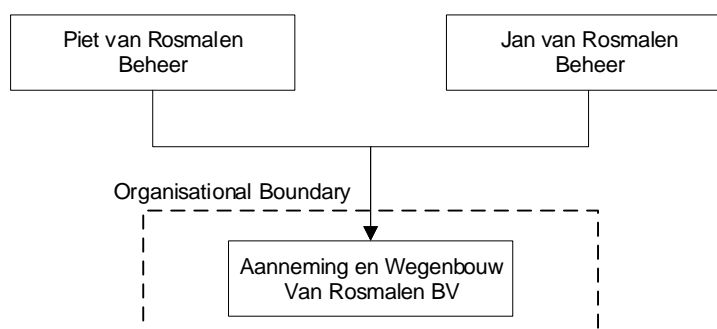 Piet van Rosmalen
Beheer
Jan van Rosmalen
Beheer
Organisational Boundary
Aanneming en Wegenbouw
Van Rosmalen BV